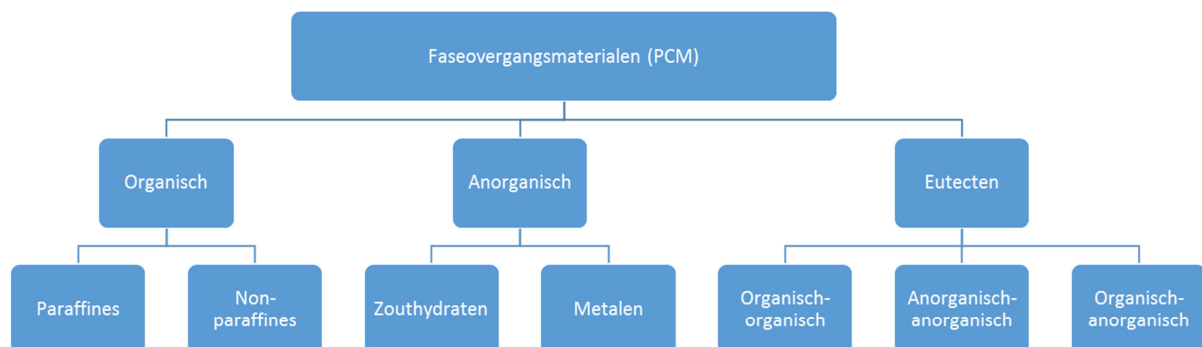 Faseovergangsmaterialen (PCM)
Organisch
Anorganisch
Eutecten
Paraffines
Non-
paraffines
Zouthydraten
Metalen
Organisch-
organisch
Anorganisch-
anorganisch
Organisch-
anorganisch